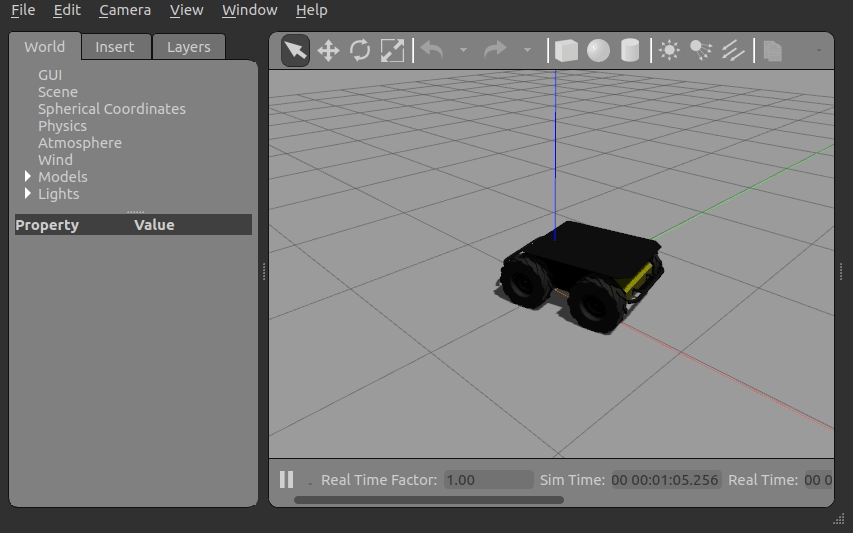 File Edit Camera View Window Help
World Insert Layers
GUI
Scene
Spherical Coordinates
Physics
Atmosphere
Wind
Models
Lights
Property Value
Real Time Factor: 1.00 Sim Time: 00 00:01:05.256 Real Time: 00 0